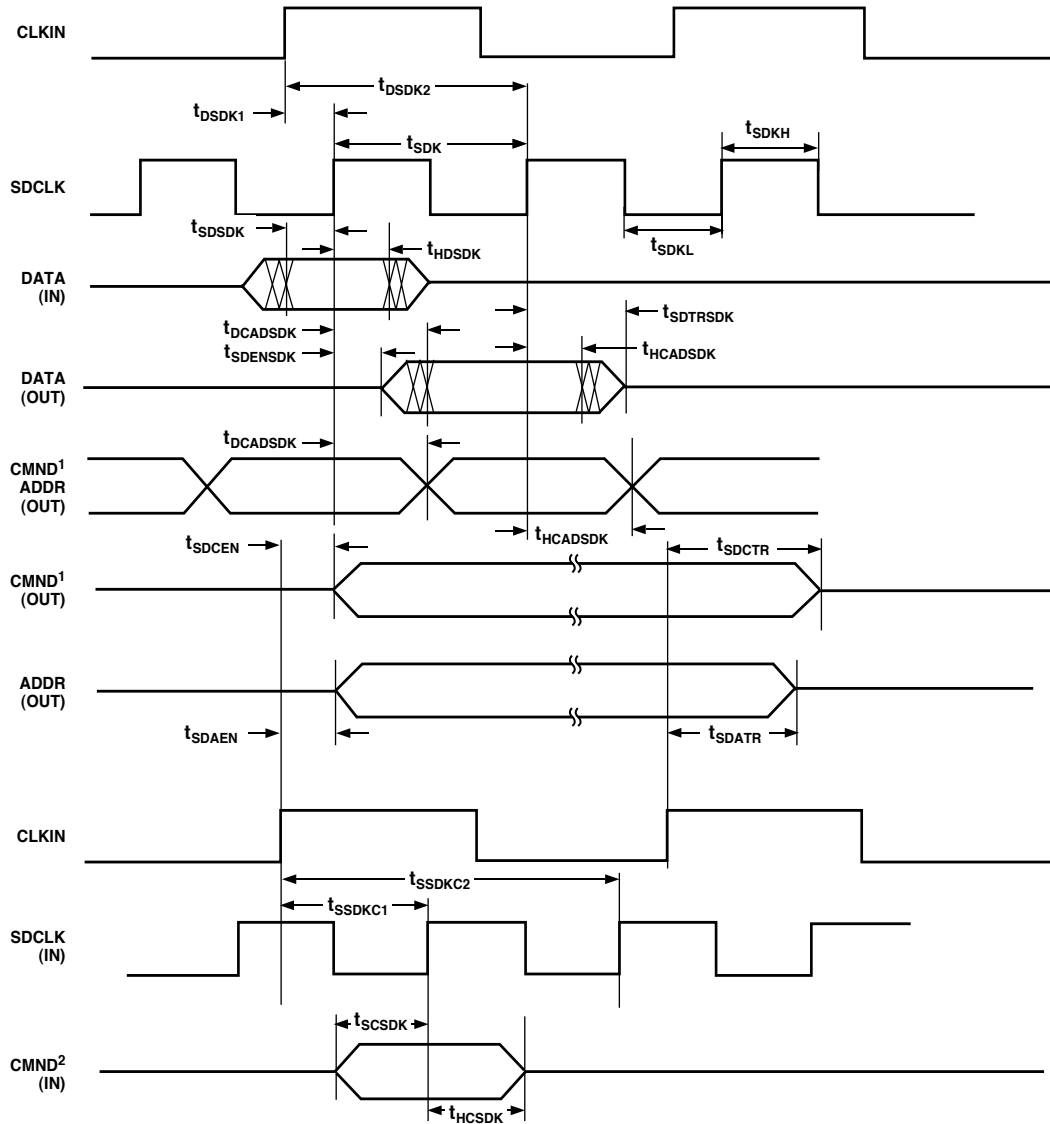 CLKIN
tDSDK2
tDSDK1
tSDK
tSDKH
SDCLK
tSDSDK
tHDSDK
tSDKL
DATA
(IN)
tDCADSDK
tSDTRSDK
tSDENSDK
tHCADSDK
DATA
(OUT)
tDCADSDK
CMND1
ADDR
(OUT)
tSDCEN
tHCADSDK
tSDCTR
CMND1
(OUT)
ADDR
(OUT)
tSDAEN
tSDATR
CLKIN
tSSDKC2
tSSDKC1
SDCLK
(IN)
tSCSDK
CMND2
(IN)
tHCSDK